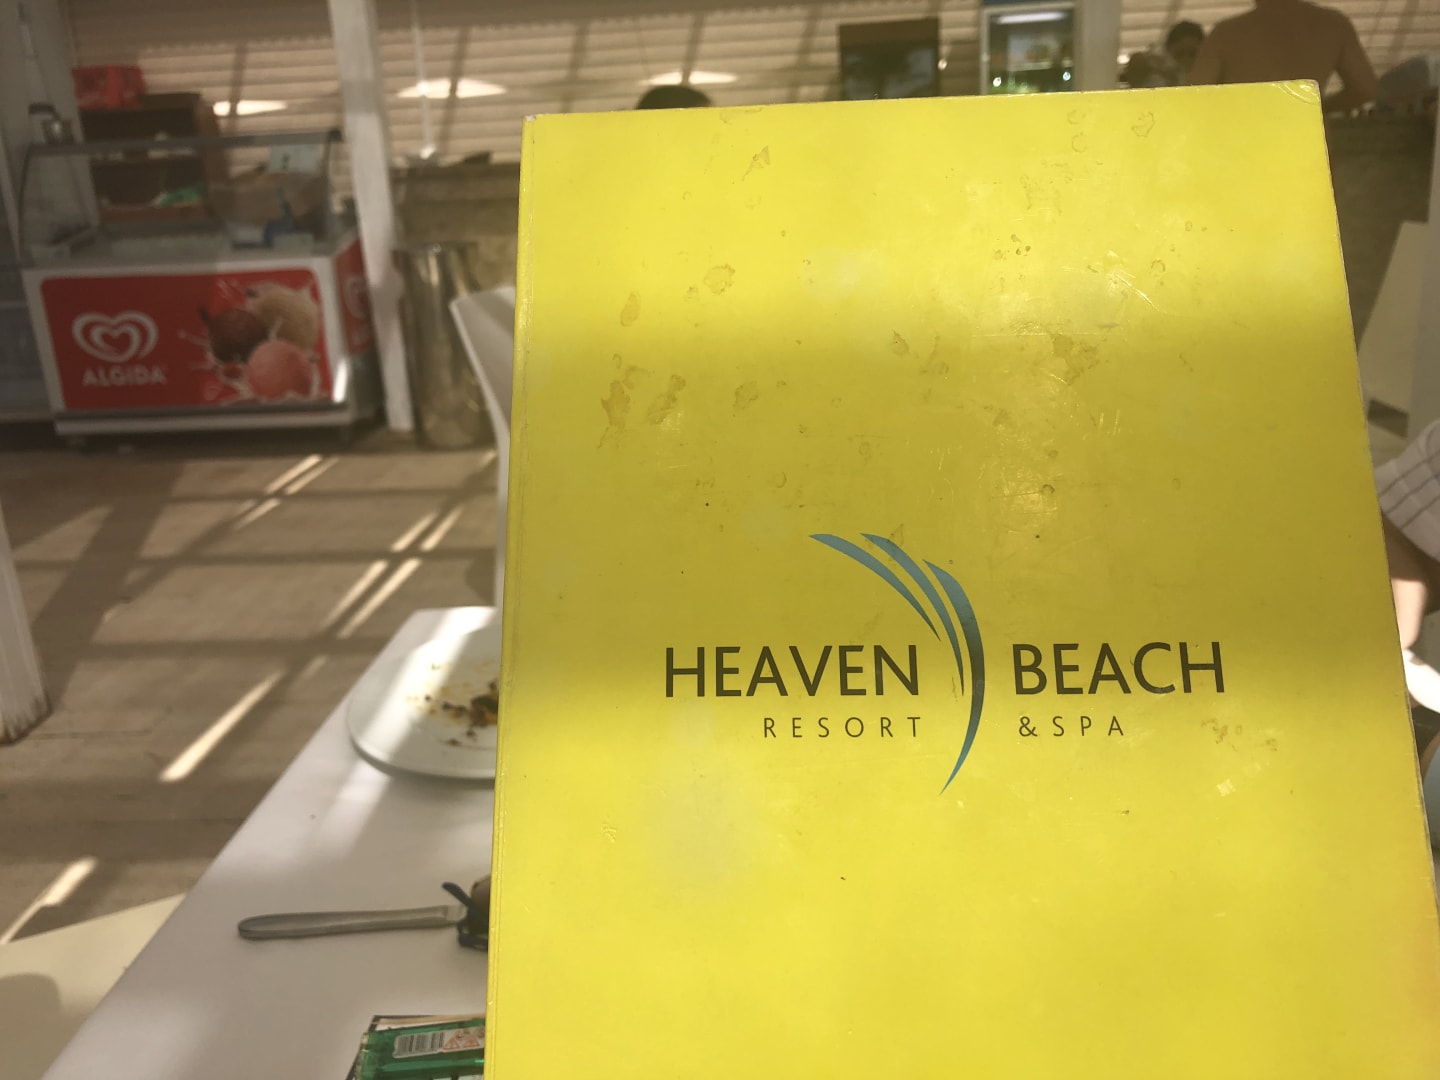 ALGIDA
HEAVEN BEACH
RESORT & SPA